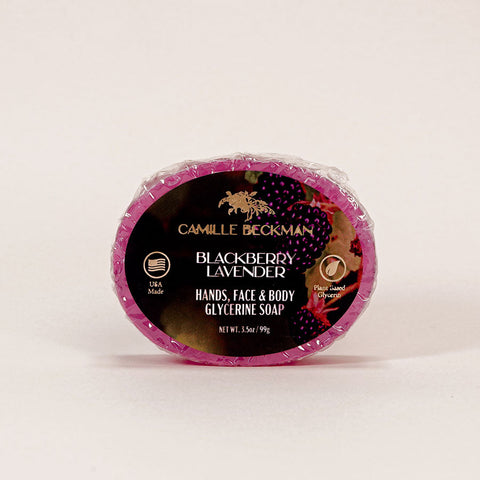 CAMILLE BECKMAN
BLACKBERRY
LAVENDER
USA
Made
Plant Based
Glycerin
HANDS, FACE & BODY
GLYCERINE SOAP
NET WT. 3.5oz / 99g